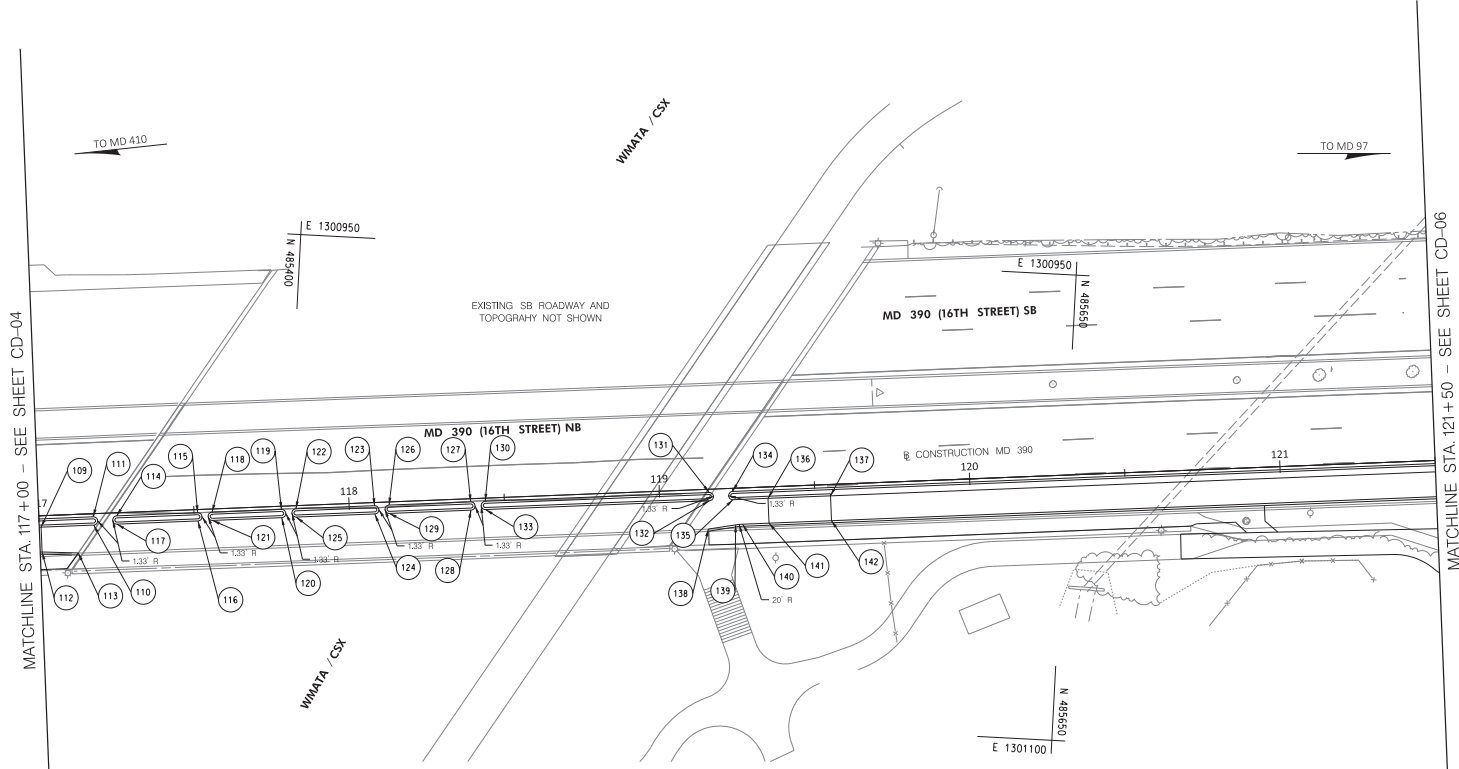 TO MD 410
WMATA / CSX
TO MD 97
E 1300950
N 485400
E 1300950
N 485650
EXISTING SB ROADWAY AND
TOPOGRAHY NOT SHOWN
MD 390 (16TH STREET) SB
MATCHLINE STA. 117+00 - SEE SHEET CD-04
MATCHLINE STA. 121+50 - SEE SHEET CD-06
MD 390 (16TH STREET) NB
CONSTRUCTION MD 390
109
111
114
115
118
119
122
123
126
127
130
131
134
136
137
17
118
119
120
121
1.33' R
1.33' R
117
121
125
129
133
132
135
1.33' R
1.33' R
1.33' R
1.33' R
112
113
110
116
120
124
128
138
139
140
141
142
20' R
WMATA / CSX
N 485650
E 1301100